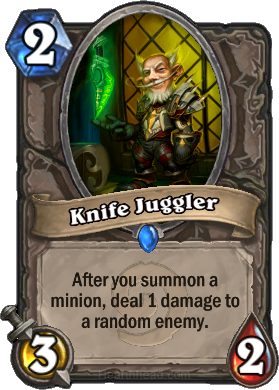 2
Knife Juggler
After you summon a
minion, deal 1 damage to
a random enemy.
3
2